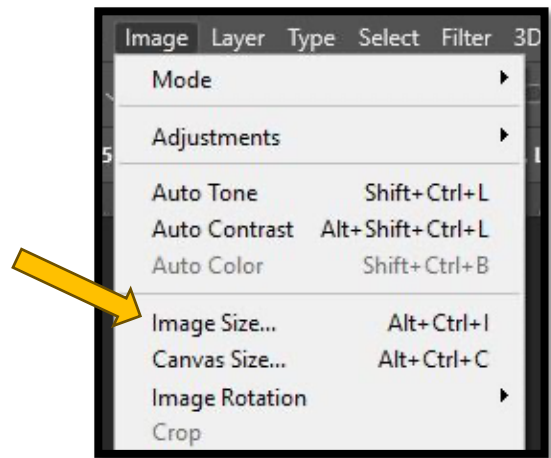 Image Layer Type Select Filter 3D
Mode
5
Adjustments
Auto Tone Shift+Ctrl+L
Auto Contrast Alt+Shift+Ctrl+L
Auto Color Shift+Ctrl+B
Image Size... Alt+Ctrl+I
Canvas Size... Alt+Ctrl+C
Image Rotation
Crop